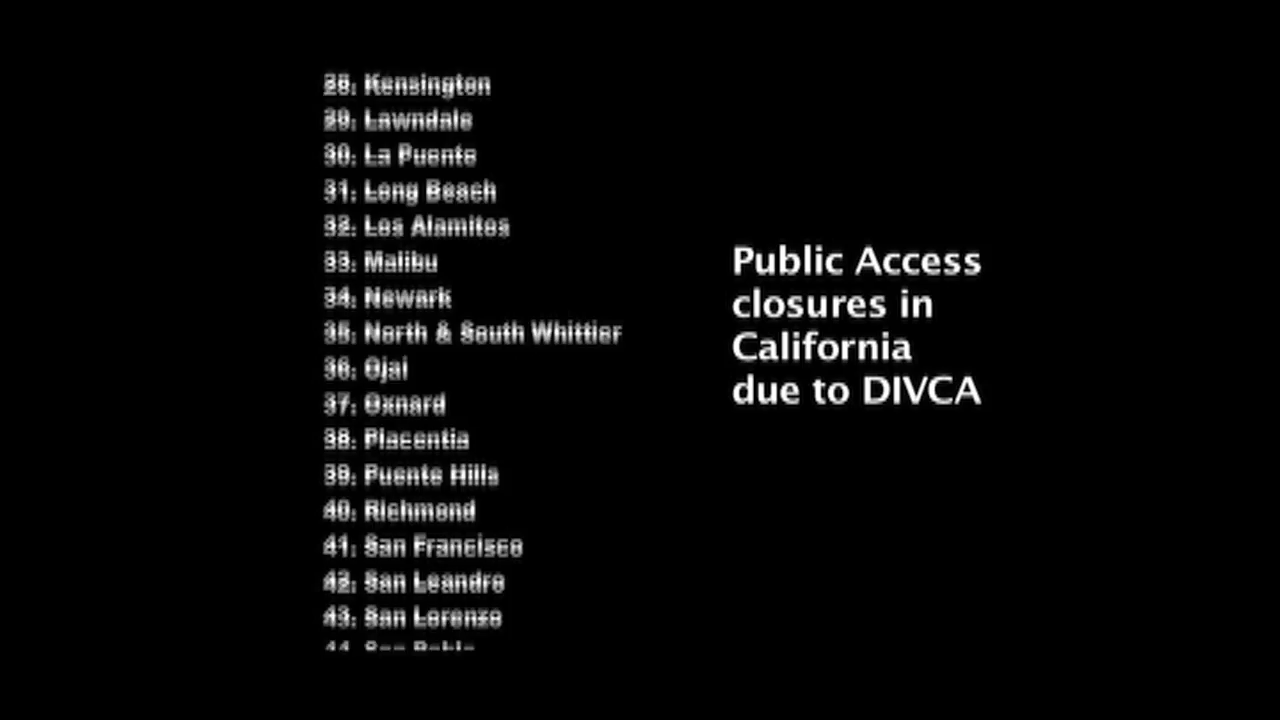 28: Kensington
29: Lawndale
30: La Puente
31: Long Beach
32: Los Alamitos
33: Malibu
34: Newark
35: North & South Whittier
36: Ojai
37: Oxnard
38: Placentia
39: Puente Hills
40: Richmond
41: San Francisco
42: San Leandro
43: San Lorenzo
Public Access
closures in
California
due to DIVCA